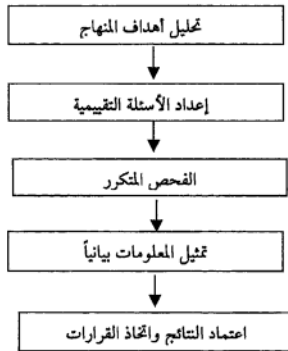 تحليل أهداف المنهاج
إعداد الأسئلة التقييمية
الفحص المتكرر
تمثيل المعلومات بيانياً
اعتماد النتائج واتخاذ القرارات